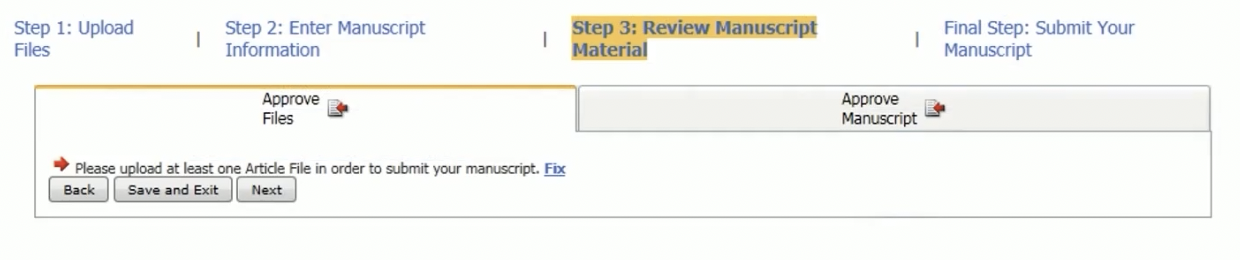 Step 1: Upload
Files
|
Step 2: Enter Manuscript
Information
|
Step 3: Review Manuscript
Material
|
Final Step: Submit Your
Manuscript
Approve
Files
Approve
Manuscript
Please upload at least one Article File in order to submit your manuscript. Fix
Back Save and Exit Next